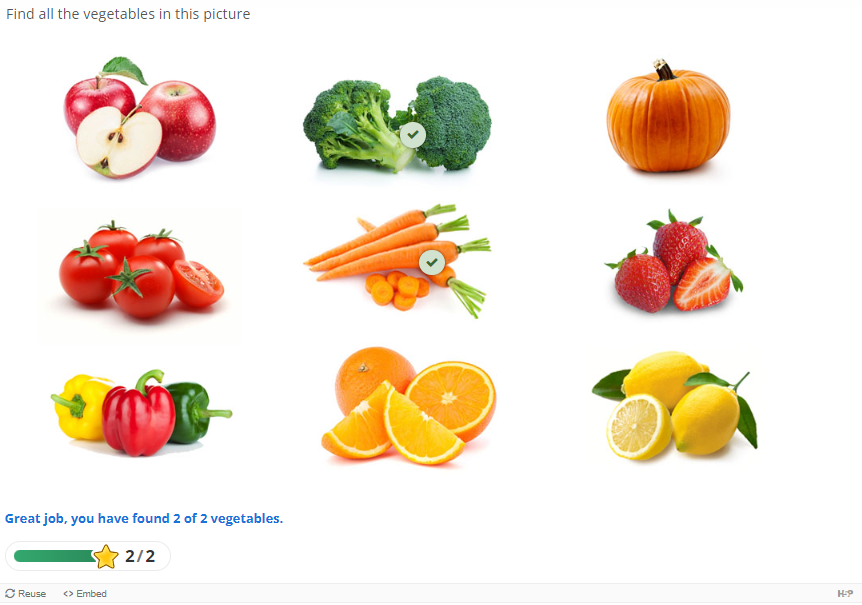 Find all the vegetables in this picture
Great job, you have found 2 of 2 vegetables.
2/2
Reuse <> Embed
H-P